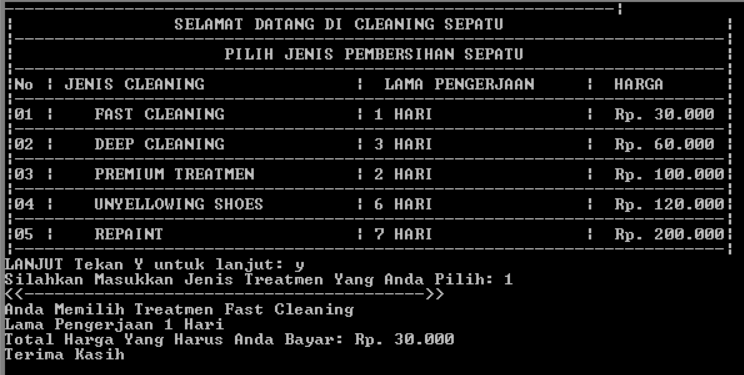 SELAMAT DATANG DI CLEANING SEPATU
PILIH JENIS PEMBERSIHAN SEPATU
|No | JENIS CLEANING | LAMA PENGERJAAN | HARGA
|01 | FAST CLEANING | 1 HARI | Rp. 30.000 |
|02 | DEEP CLEANING | 3 HARI | Rp. 60.000 |
|03 | PREMIUM TREATMEN | 2 HARI | Rp. 100.000|
|04 | UNYELLOWING SHOES | 6 HARI | Rp. 120.000|
|05 | REPAINT | 7 HARI | Rp. 200.000|
LANJUT Tekan Y untuk lanjut: y
Silahkan Masukkan Jenis Treatmen Yang Anda Pilih: 1
<<---------------------------------------->>
Anda Memilih Treatmen Fast Cleaning
Lama Pengerjaan 1 Hari
Total Harga Yang Harus Anda Bayar: Rp. 30.000
Terima Kasih